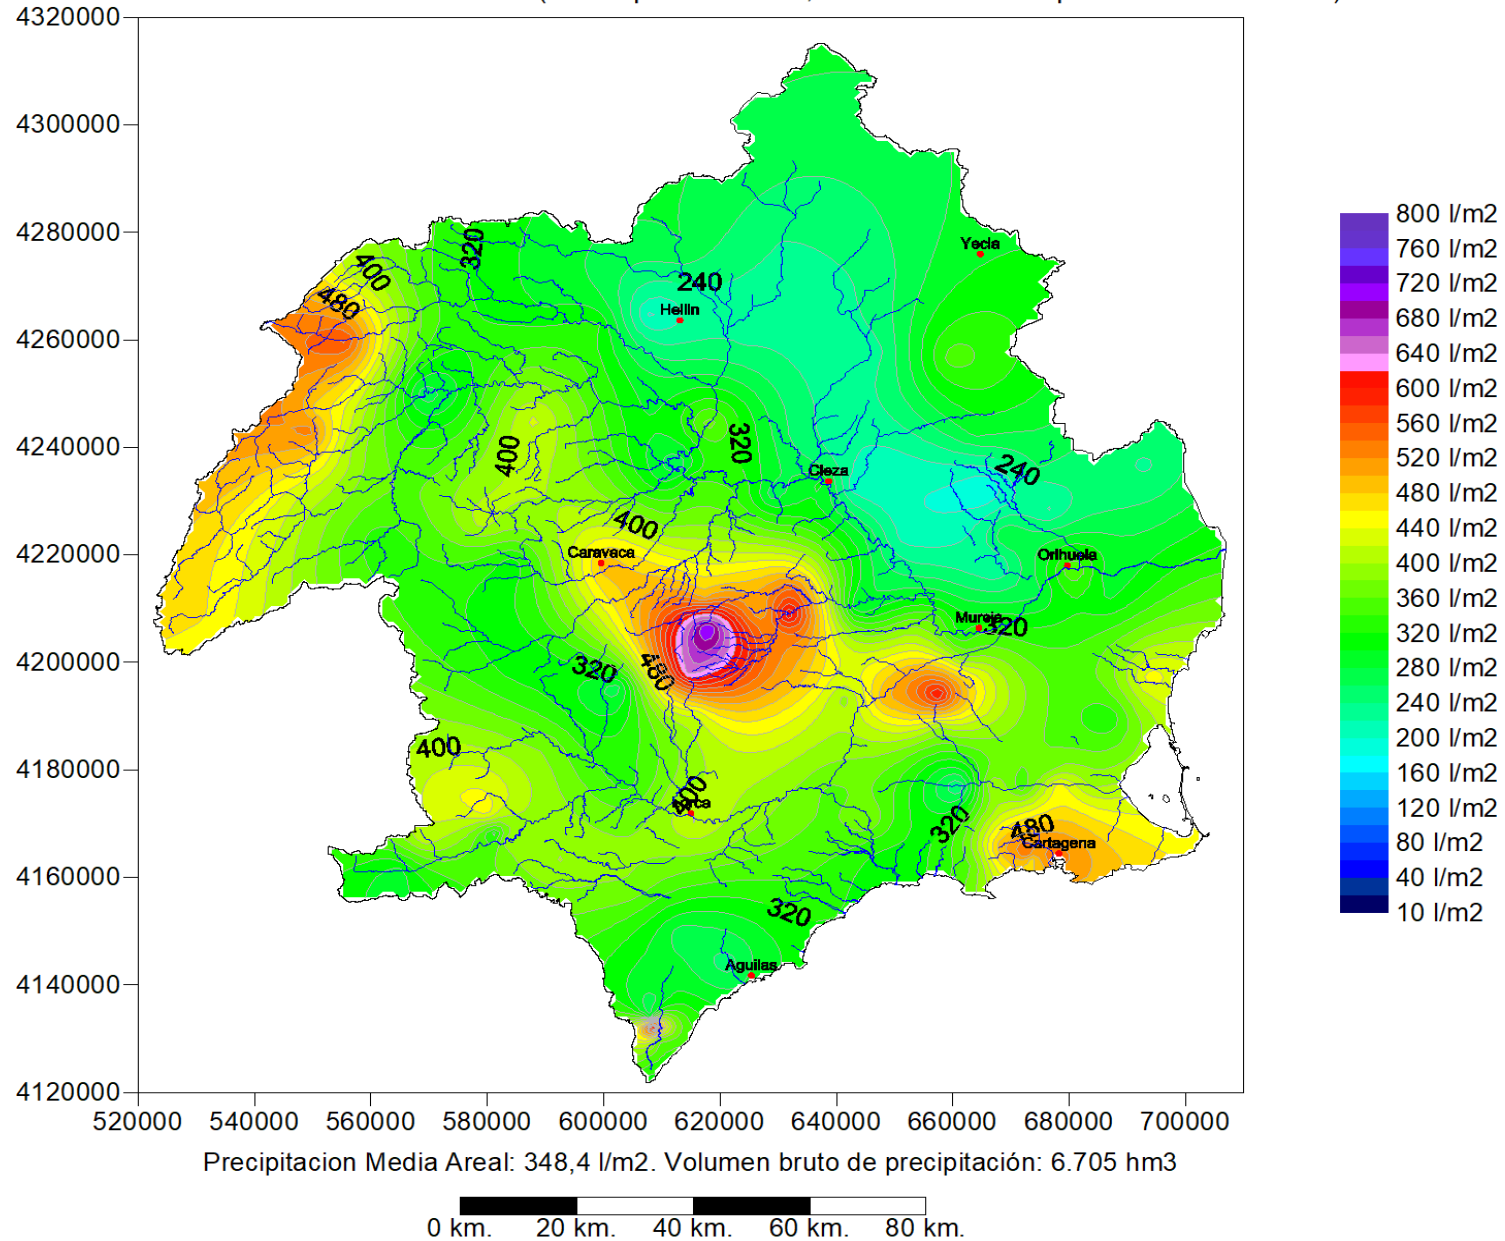 4320000
4300000
4280000
4260000
4240000
4220000
4200000
4180000
4160000
4140000
4120000
520000 540000 560000 580000 600000 620000 640000 660000 680000 700000
Yecla
320
400
480
240
Hellin
400
320
Cieza
240
400
Caravaca
Orihuela
Murcia
320
320
480
400
400
Lorca
320
480
Cartagena
320
Aguilas
800 l/m2
760 l/m2
720 l/m2
680 l/m2
640 l/m2
600 l/m2
560 l/m2
520 l/m2
480 l/m2
440 l/m2
400 l/m2
360 l/m2
320 l/m2
280 l/m2
240 l/m2
200 l/m2
160 l/m2
120 l/m2
80 l/m2
40 l/m2
10 l/m2
Precipitacion Media Areal: 348,4 l/m2. Volumen bruto de precipitación: 6.705 hm3
0 km. 20 km. 40 km. 60 km. 80 km.